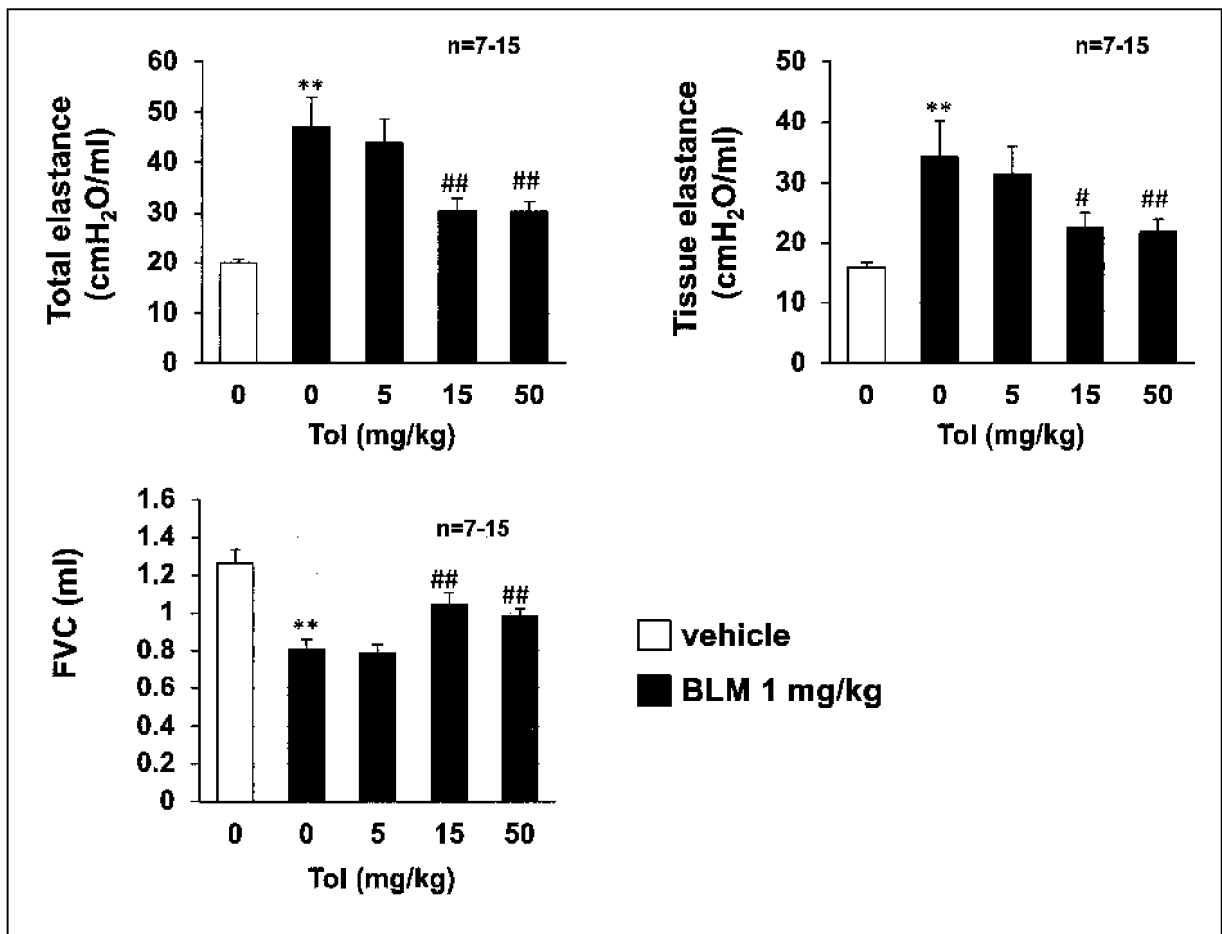 n=7-15
Total elastance
(cmH₂O/ml)
60
50
40
30
20
10
0
**
##
##
0 0 5 15 50
Tol (mg/kg)
n=7-15
Tissue elastance
(cmH₂O/ml)
50
40
30
20
10
0
**
#
##
0 0 5 15 50
Tol (mg/kg)
n=7-15
FVC (ml)
1.6
1.4
1.2
1
0.8
0.6
0.4
0.2
0
**
##
##
0 0 5 15 50
Tol (mg/kg)
vehicle
BLM 1 mg/kg